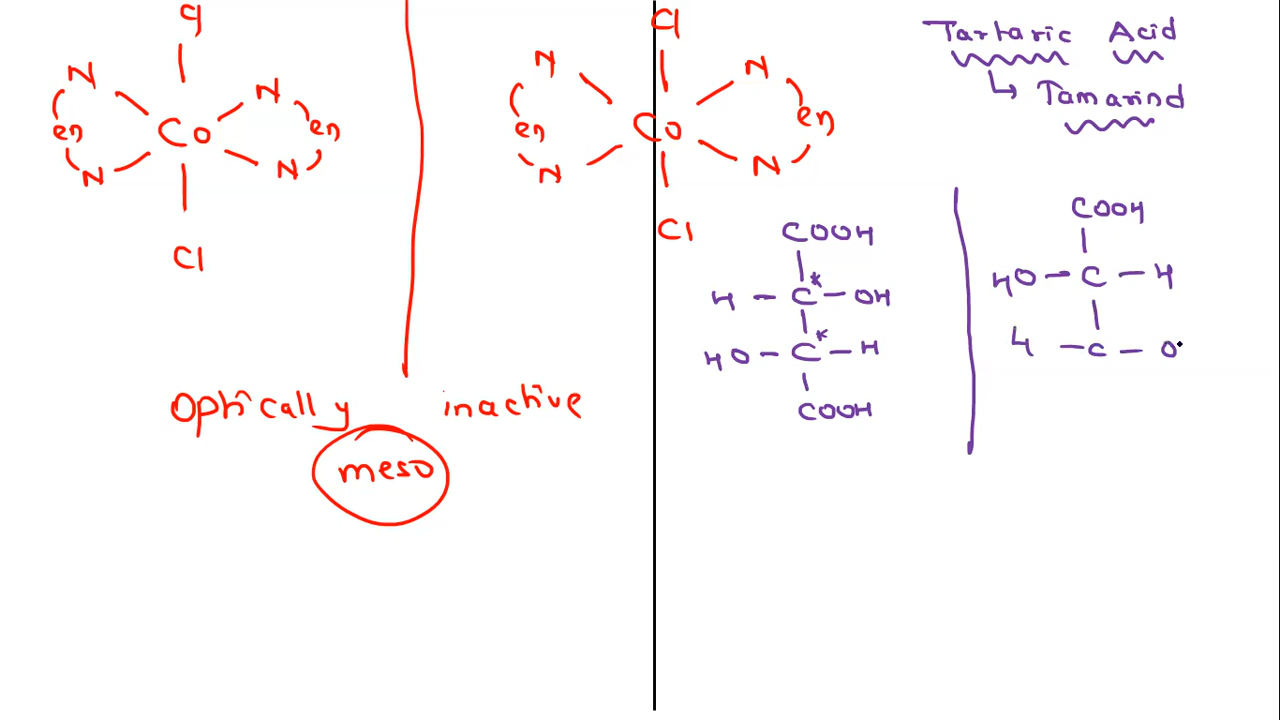 Cl
N N
en Co en
N N
Cl
Optically inactive
meso
Cl
N N
en Co en
N N
Cl
Tartaric Acid
↳ Tamarind
COOH
H - C* - OH
HO - C* - H
COOH
COOH
HO - C - H
H - C - O